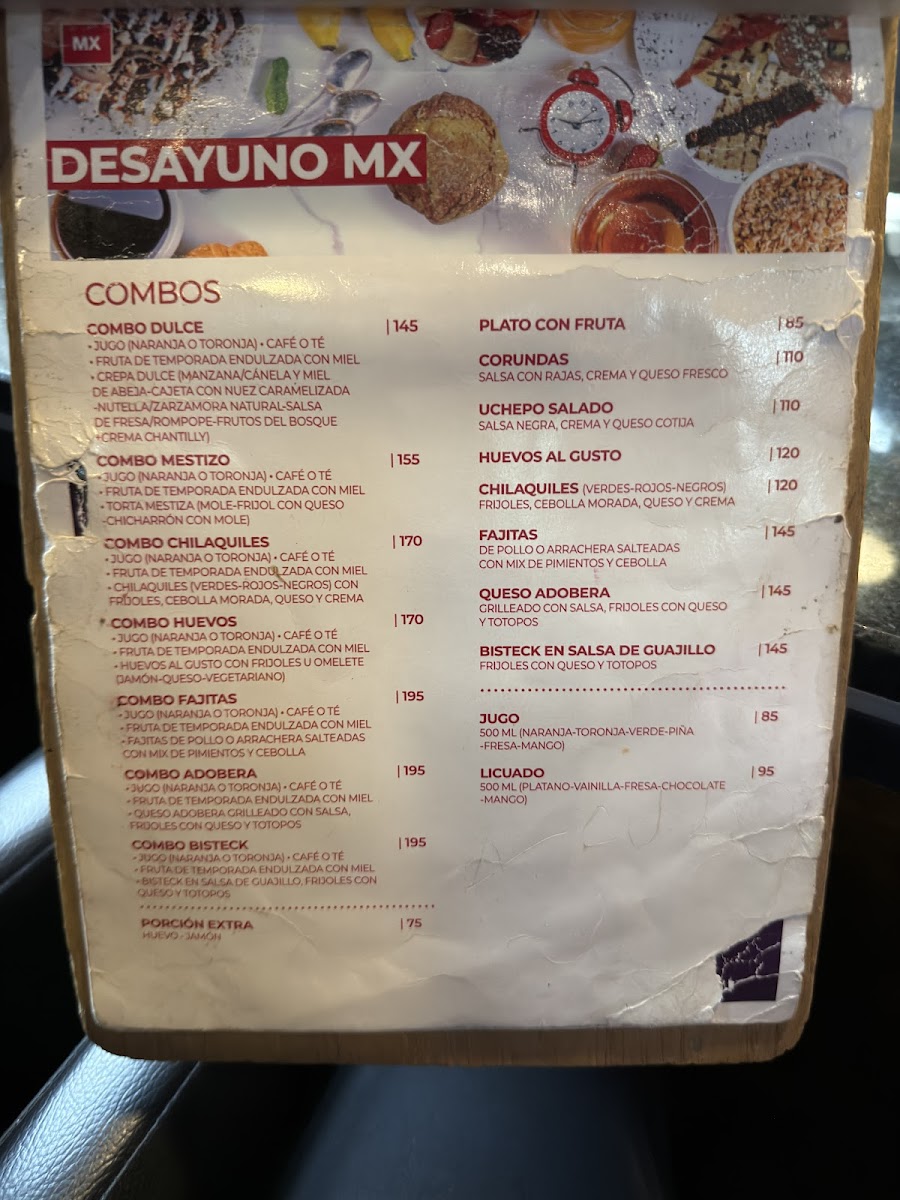 MX
DESAYUNO MX
COMBOS
COMBO DULCE | 145
• JUGO (NARANJA O TORONJA) • CAFÉ O TÉ
• FRUTA DE TEMPORADA ENDULZADA CON MIEL
• CREPA DULCE (MANZANA/CÁNELA Y MIEL
DE ABEJA-CAJETA CON NUEZ CARAMELIZADA
-NUTELLA/ZARZAMORA NATURAL-SALSA
DE FRESA/ROMPOPE-FRUTOS DEL BOSQUE
+CREMA CHANTILLY)
COMBO MESTIZO | 155
• JUGO (NARANJA O TORONJA) • CAFÉ O TÉ
• FRUTA DE TEMPORADA ENDULZADA CON MIEL
• TORTA MESTIZA (MOLE-FRIJOL CON QUESO
-CHICHARRÓN CON MOLE)
COMBO CHILAQUILES | 170
• JUGO (NARANJA O TORONJA) • CAFÉ O TÉ
• FRUTA DE TEMPORADA ENDULZADA CON MIEL
• CHILAQUILES (VERDES-ROJOS-NEGROS) CON
FRIJOLES, CEBOLLA MORADA, QUESO Y CREMA
COMBO HUEVOS | 170
• JUGO (NARANJA O TORONJA) • CAFÉ O TÉ
• FRUTA DE TEMPORADA ENDULZADA CON MIEL
• HUEVOS AL GUSTO CON FRIJOLES U OMELETE
(JAMÓN-QUESO-VEGETARIANO)
COMBO FAJITAS | 195
• JUGO (NARANJA O TORONJA) • CAFÉ O TÉ
• FRUTA DE TEMPORADA ENDULZADA CON MIEL
• FAJITAS DE POLLO O ARRACHERA SALTEADAS
CON MIX DE PIMIENTOS Y CEBOLLA
COMBO ADOBERA | 195
• JUGO (NARANJA O TORONJA) • CAFÉ O TÉ
• FRUTA DE TEMPORADA ENDULZADA CON MIEL
• QUESO ADOBERA GRILLEADO CON SALSA,
FRIJOLES CON QUESO Y TOTOPOS
COMBO BISTECK | 195
• JUGO (NARANJA O TORONJA) • CAFÉ O TÉ
• FRUTA DE TEMPORADA ENDULZADA CON MIEL
• BISTECK EN SALSA DE GUAJILLO, FRIJOLES CON
QUESO Y TOTOPOS
PORCIÓN EXTRA | 75
HUEVO - JAMÓN
PLATO CON FRUTA | 85
CORUNDAS | 110
SALSA CON RAJAS, CREMA Y QUESO FRESCO
UCHEPO SALADO | 110
SALSA NEGRA, CREMA Y QUESO COTIJA
HUEVOS AL GUSTO | 120
CHILAQUILES (VERDES-ROJOS-NEGROS) | 120
FRIJOLES, CEBOLLA MORADA, QUESO Y CREMA
FAJITAS | 145
DE POLLO O ARRACHERA SALTEADAS
CON MIX DE PIMIENTOS Y CEBOLLA
QUESO ADOBERA | 145
GRILLEADO CON SALSA, FRIJOLES CON QUESO
Y TOTOPOS
BISTECK EN SALSA DE GUAJILLO | 145
FRIJOLES CON QUESO Y TOTOPOS
JUGO | 85
500 ML (NARANJA-TORONJA-VERDE-PIÑA
-FRESA-MANGO)
LICUADO | 95
500 ML (PLATANO-VAINILLA-FRESA-CHOCOLATE
-MANGO)